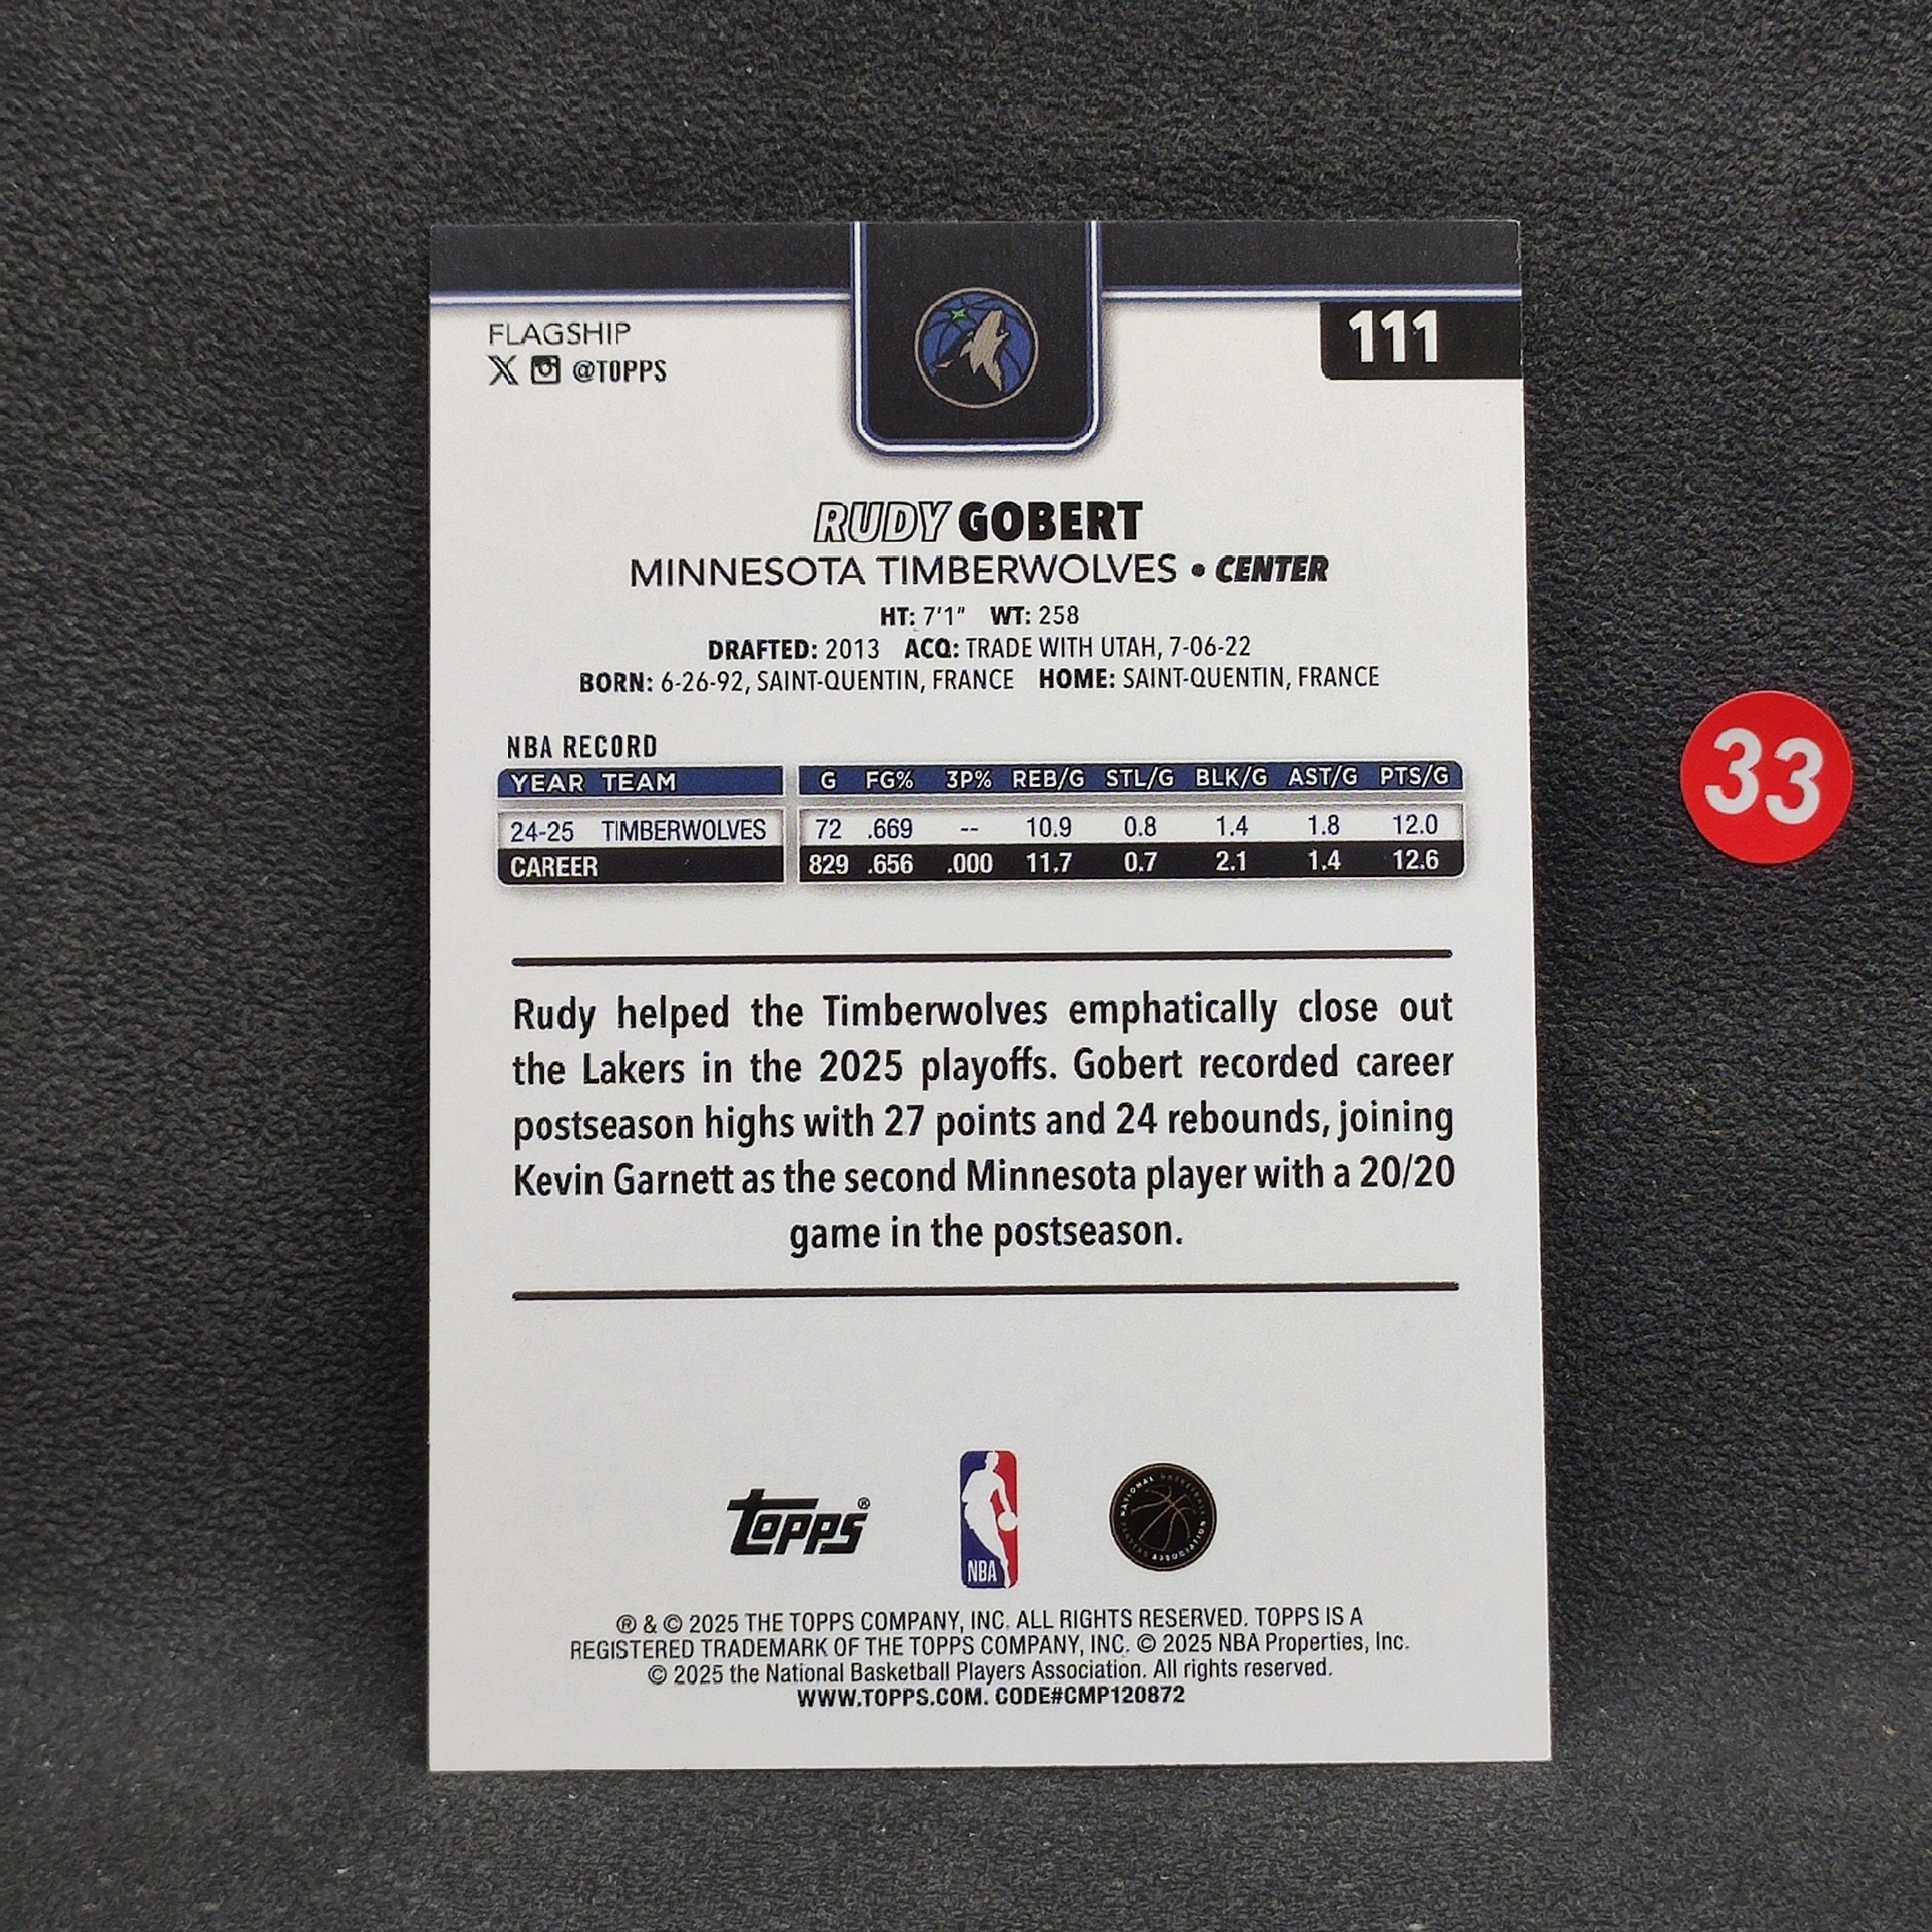 FLAGSHIP
111
@TOPPS
RUDY GOBERT
MINNESOTA TIMBERWOLVES • CENTER
HT: 7'1" WT: 258
DRAFTED: 2013 ACQ: TRADE WITH UTAH, 7-06-22
BORN: 6-26-92, SAINT-QUENTIN, FRANCE HOME: SAINT-QUENTIN, FRANCE
NBA RECORD
YEAR TEAM G FG% 3P% REB/G STL/G BLK/G AST/G PTS/G
24-25 TIMBERWOLVES 72 .669 -- 10.9 0.8 1.4 1.8 12.0
CAREER 829 .656 .000 11.7 0.7 2.1 1.4 12.6
33
Rudy helped the Timberwolves emphatically close out
the Lakers in the 2025 playoffs. Gobert recorded career
postseason highs with 27 points and 24 rebounds, joining
Kevin Garnett as the second Minnesota player with a 20/20
game in the postseason.
Topps®
NBA
NATIONAL BASKETBALL PLAYERS ASSOCIATION
® & © 2025 THE TOPPS COMPANY, INC. ALL RIGHTS RESERVED. TOPPS IS A
REGISTERED TRADEMARK OF THE TOPPS COMPANY, INC. © 2025 NBA Properties, Inc.
© 2025 the National Basketball Players Association. All rights reserved.
WWW.TOPPS.COM. CODE#CMP120872